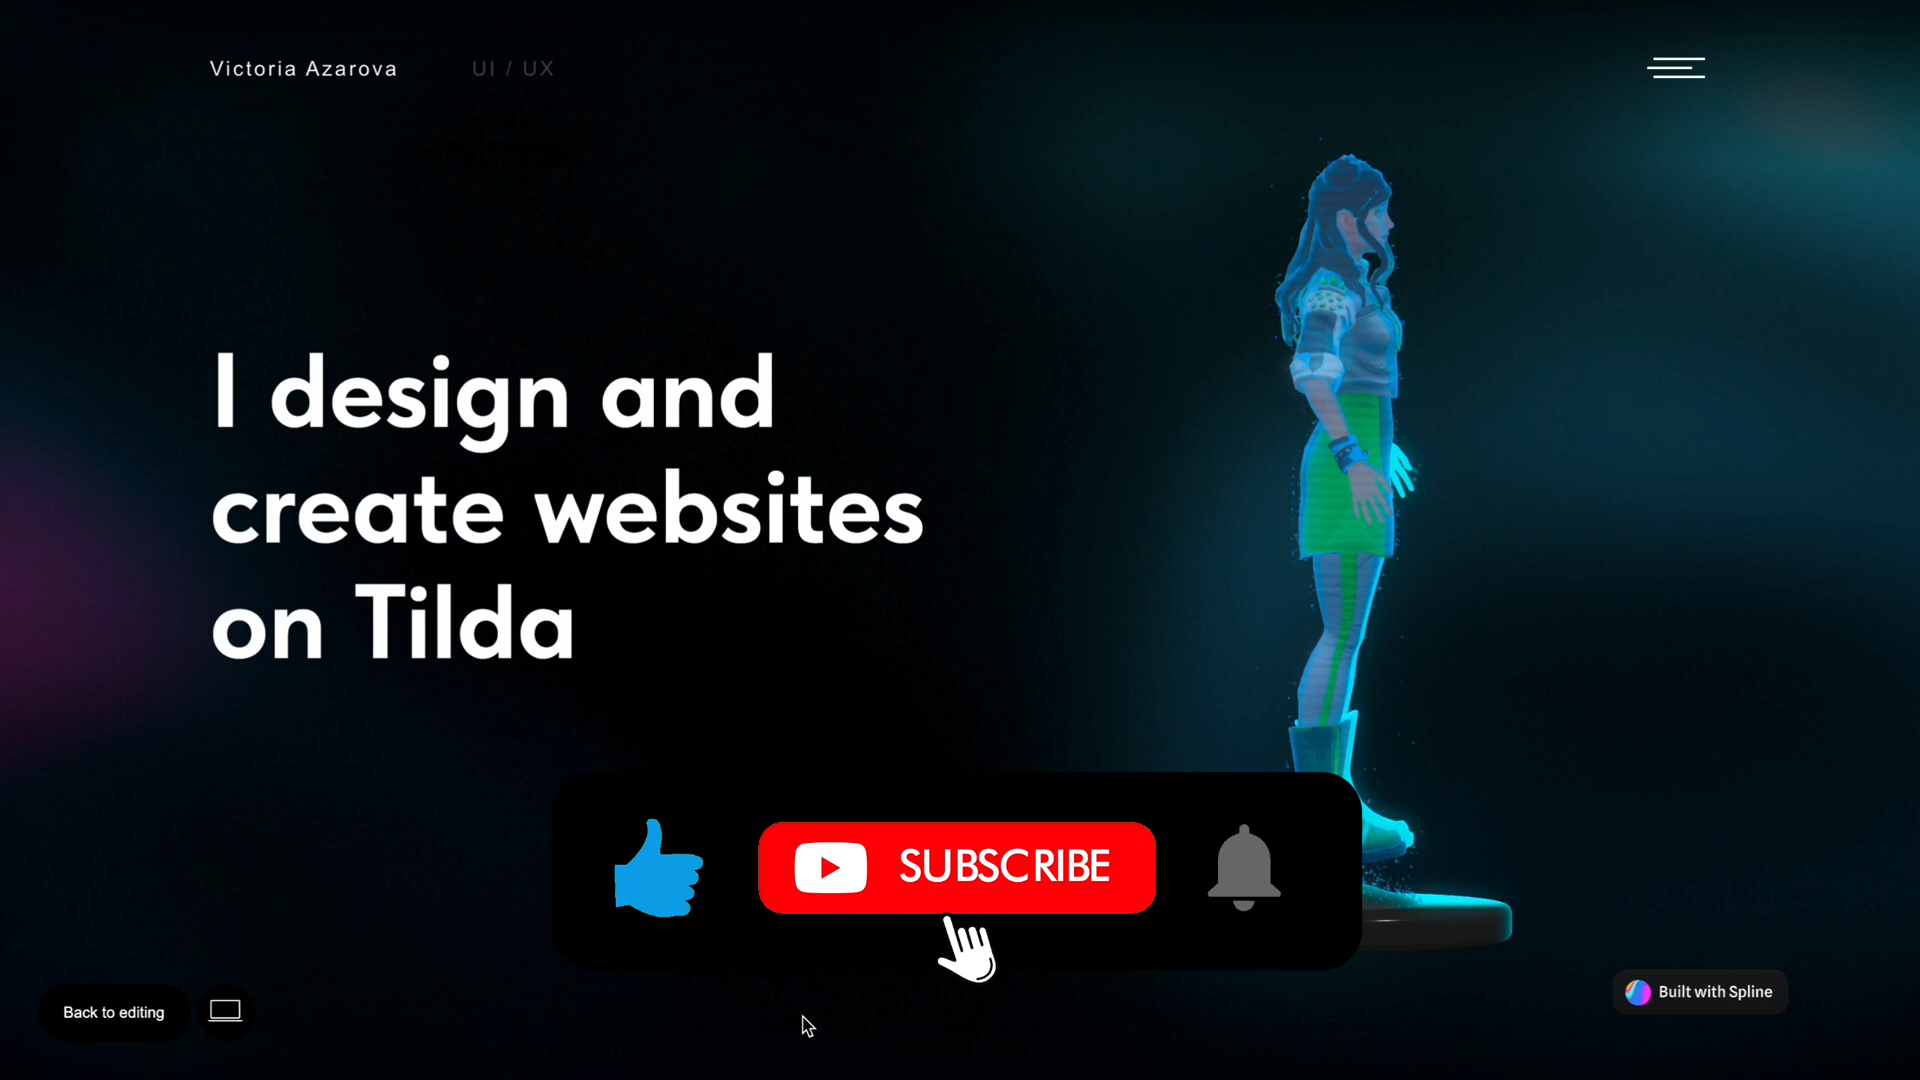 Victoria Azarova
UI / UX
I design and
create websites
on Tilda
SUBSCRIBE
Back to editing
Built with Spline